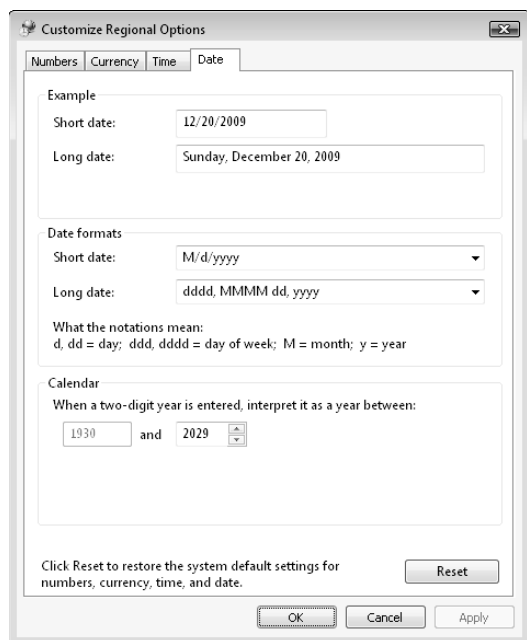 Customize Regional Options
Numbers Currency Time Date
Example
Short date: 12/20/2009
Long date: Sunday, December 20, 2009
Date formats
Short date: M/d/yyyy
Long date: dddd, MMMM dd, yyyy
What the notations mean:
d, dd = day; ddd, dddd = day of week; M = month; y = year
Calendar
When a two-digit year is entered, interpret it as a year between:
1930 and 2029
Click Reset to restore the system default settings for
numbers, currency, time, and date.
Reset
OK Cancel Apply